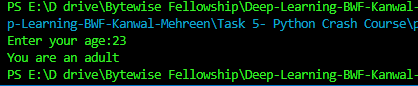 PS E:\D drive\Bytewise Fellowship\Deep-Learning-BWF-Kanwal-
p-Learning-BWF-Kanwal-Mehreen\Task 5- Python Crash Course\p
Enter your age:23
You are an adult
PS E:\D drive\Bytewise Fellowship\Deep-Learning-BWF-Kanwal-